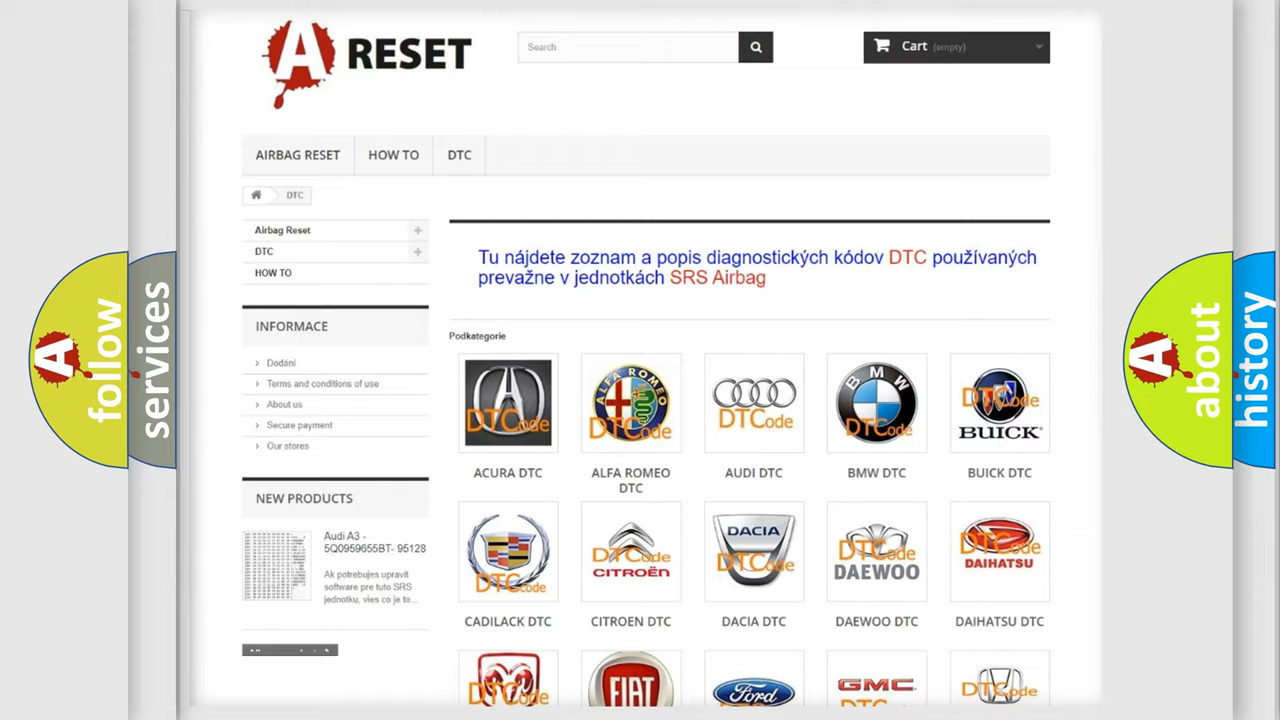 A RESET
Search
Cart (empty)
AIRBAG RESET
HOW TO
DTC
DTC
Airbag Reset
DTC
HOW TO
INFORMACE
Dodání
Terms and conditions of use
About us
Secure payment
Our stores
NEW PRODUCTS
Audi A3 -
5Q0959655BT- 95128
Ak potrebujes upravit
software pre tuto SRS
jednotku, vies co je to...
Tu nájdete zoznam a popis diagnostických kódov DTC používaných
prevažne v jednotkách SRS Airbag
Podkategorie
DTCode
ALFA ROMEO
DTCode
DTCode
BMW
DTCode
DTCode
BUICK
ACURA DTC
ALFA ROMEO
DTC
AUDI DTC
BMW DTC
BUICK DTC
DTCode
DTCode
CITROËN
DACIA
DTCode
DTCode
DAEWOO
DTCode
DAIHATSU
CADILACK DTC
CITROEN DTC
DACIA DTC
DAEWOO DTC
DAIHATSU DTC
DTCode
FIAT
Ford
GMC
DTCode
A follow
services
A about
history